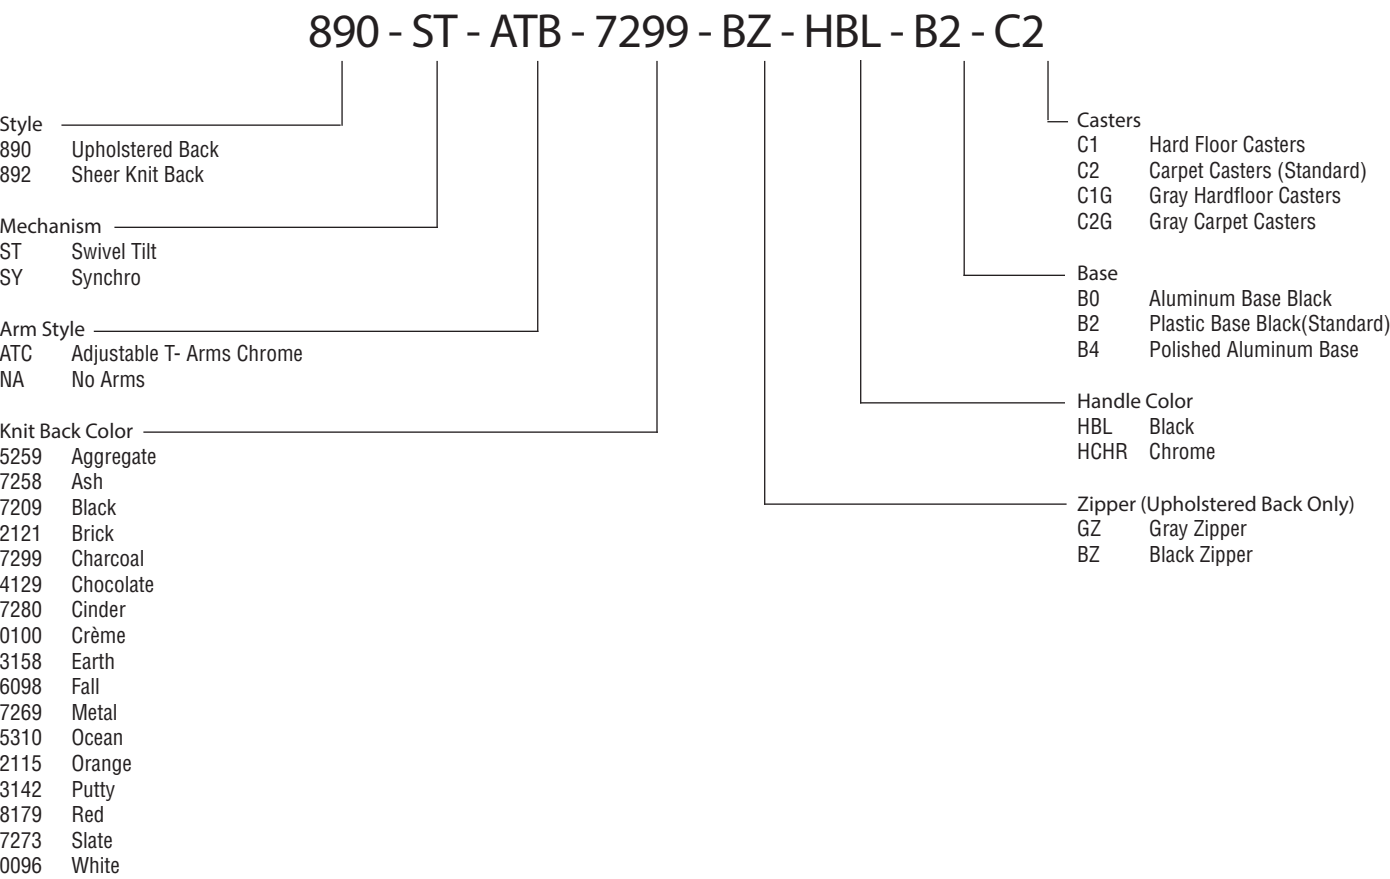 890 - ST - ATB - 7299 - BZ - HBL - B2 - C2
Style
890 Upholstered Back
892 Sheer Knit Back
Mechanism
ST Swivel Tilt
SY Synchro
Arm Style
ATC Adjustable T- Arms Chrome
NA No Arms
Knit Back Color
5259 Aggregate
7258 Ash
7209 Black
2121 Brick
7299 Charcoal
4129 Chocolate
7280 Cinder
0100 Crème
3158 Earth
6098 Fall
7269 Metal
5310 Ocean
2115 Orange
3142 Putty
8179 Red
7273 Slate
0096 White
Casters
C1 Hard Floor Casters
C2 Carpet Casters (Standard)
C1G Gray Hardfloor Casters
C2G Gray Carpet Casters
Base
B0 Aluminum Base Black
B2 Plastic Base Black(Standard)
B4 Polished Aluminum Base
Handle Color
HBL Black
HCHR Chrome
Zipper (Upholstered Back Only)
GZ Gray Zipper
BZ Black Zipper